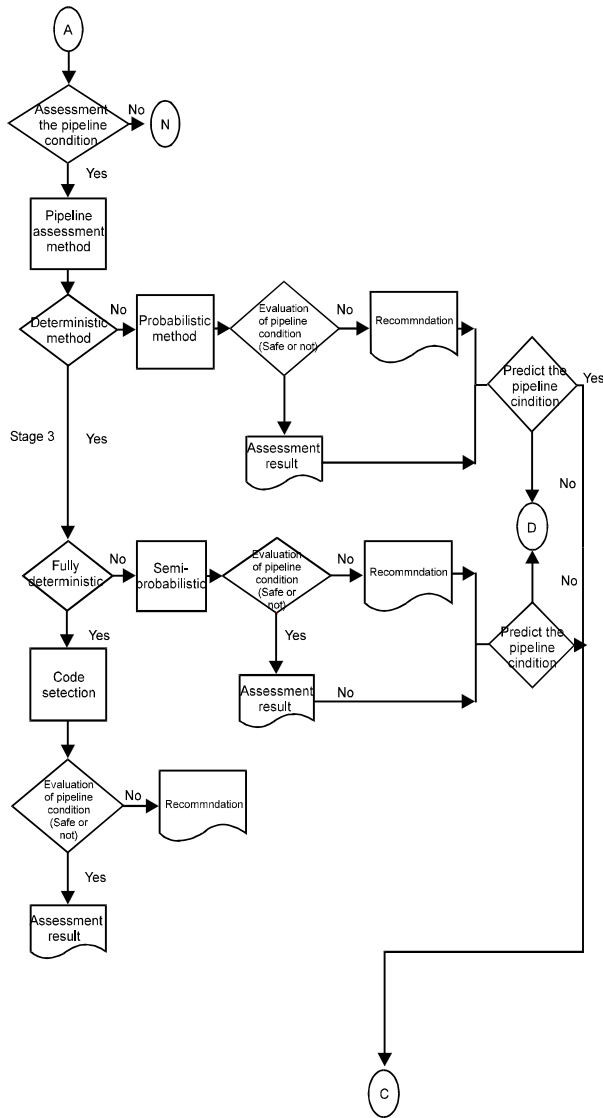 A
Assessment
the pipeline
condition
No
N
Yes
Pipeline
assessment
method
Deterministic
method
No
Probabilistic
method
Evaluation
of pipeline
condition
(Safe or not)
No
Recommndation
Assessment
result
Predict the
pipeline
cindition
Yes
No
D
Stage 3
Yes
Fully
deterministic
No
Semi-
probabilistic
Evaluation
of pipeline
condition
(Safe or
not)
No
Recommndation
Yes
Assessment
result
No
No
Predict the
pipeline
cindition
Yes
Code
selection
Evaluation
of pipeline
condition
(Safe or
not)
No
Recommndation
Yes
Assessment
result
C